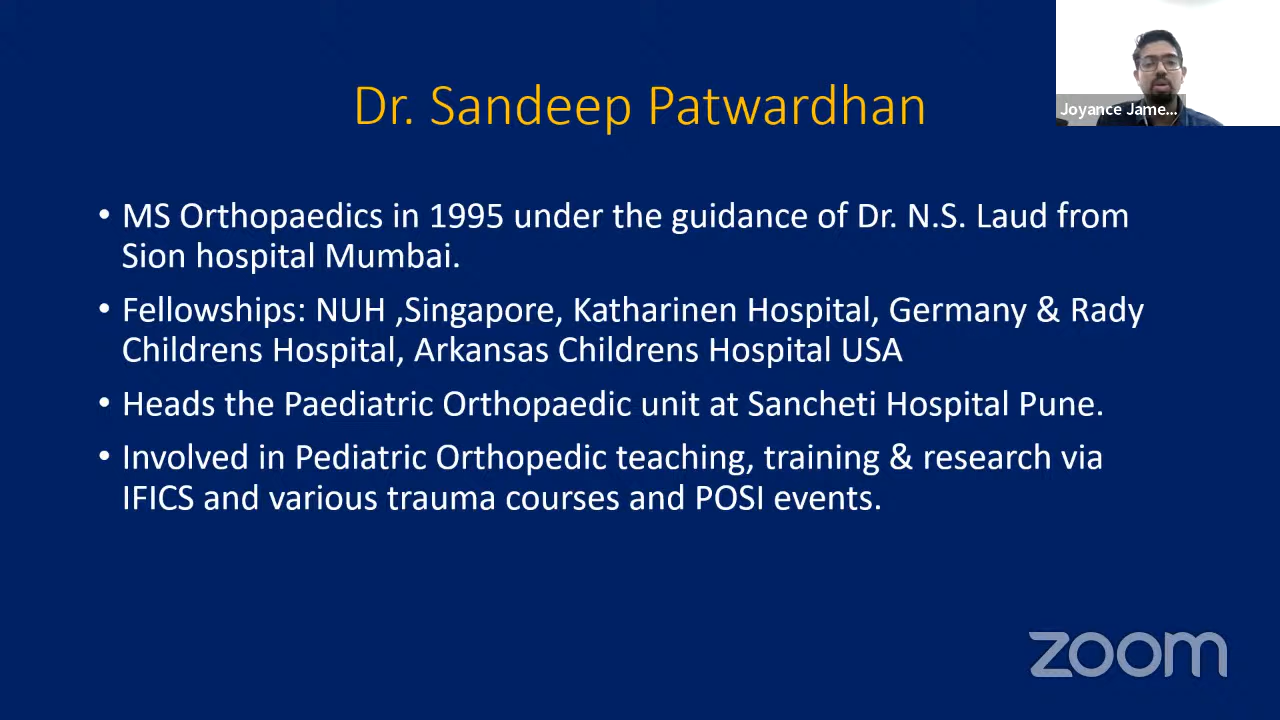 Dr. Sandeep Patwardhan
Joyance Jame...
• MS Orthopaedics in 1995 under the guidance of Dr. N.S. Laud from
Sion hospital Mumbai.
• Fellowships: NUH ,Singapore, Katharinen Hospital, Germany & Rady
Childrens Hospital, Arkansas Childrens Hospital USA
• Heads the Paediatric Orthopaedic unit at Sancheti Hospital Pune.
• Involved in Pediatric Orthopedic teaching, training & research via
IFICS and various trauma courses and POSI events.
zoom